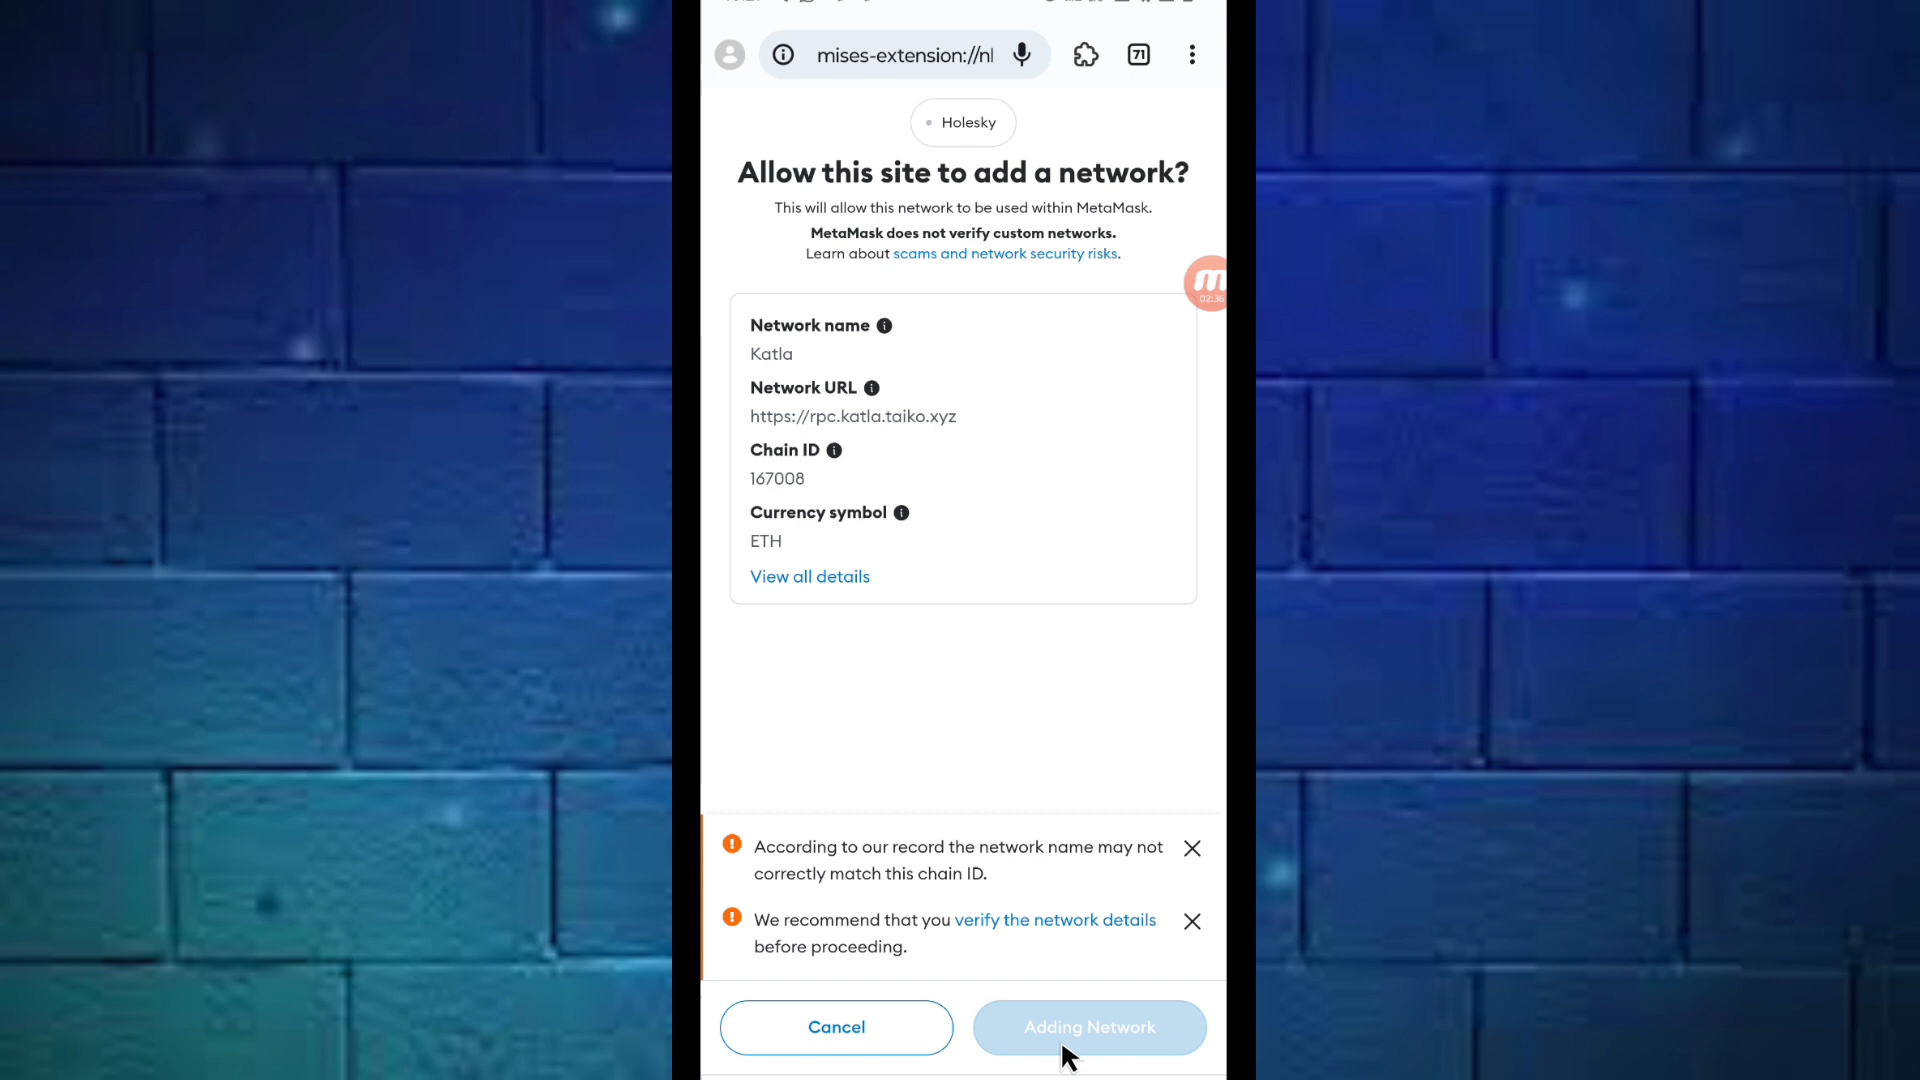 mises-extension://nl
71
Holesky
Allow this site to add a network?
This will allow this network to be used within MetaMask.
MetaMask does not verify custom networks.
Learn about scams and network security risks.
02:36
Network name
Katla
Network URL
https://rpc.katla.taiko.xyz
Chain ID
167008
Currency symbol
ETH
View all details
According to our record the network name may not
correctly match this chain ID.
We recommend that you verify the network details
before proceeding.
Cancel
Adding Network